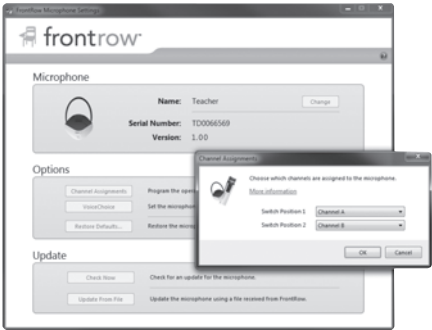 FrontRow Microphone Settings
frontrow
Microphone
Name: Teacher
Change
Serial Number: TD0066569
Version: 1.00
Options
Channel Assignments Program the ope
VoiceChoice Set the microphon
Restore Defaults... Restore the micro
Update
Check Now Check for an update for the microphone.
Update From File Update the microphone using a file received from FrontRow.
Channel Assignments
Choose which channels are assigned to the microphone.
More information
Switch Position 1 Channel A
Switch Position 2 Channel B
OK Cancel